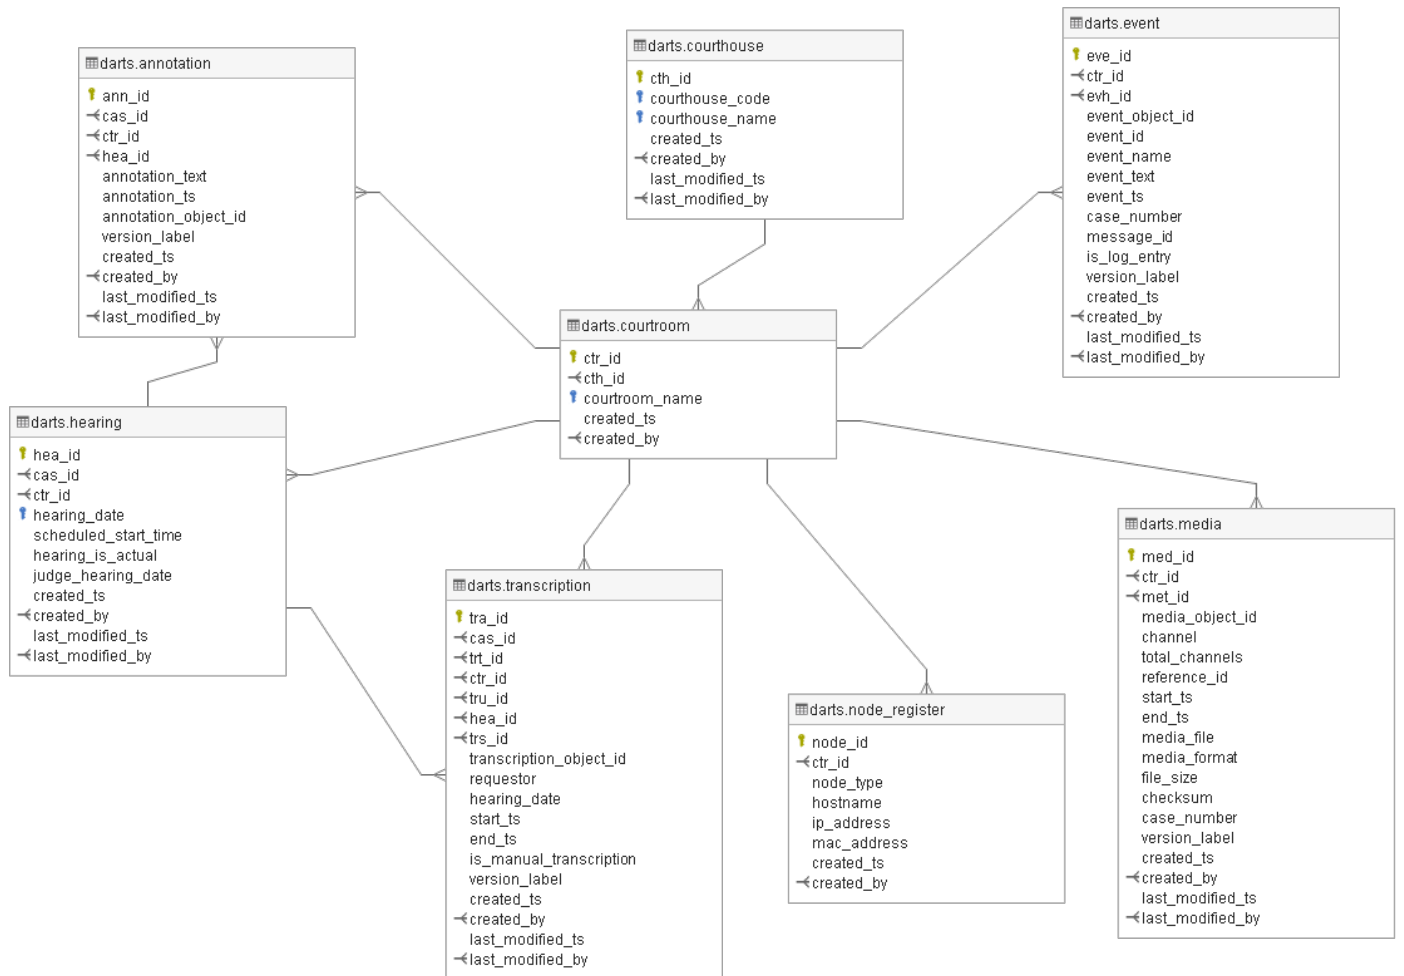 darts.annotation
ann_id
cas_id
ctr_id
hea_id
annotation_text
annotation_ts
annotation_object_id
version_label
created_ts
created_by
last_modified_ts
last_modified_by
darts.courthouse
cth_id
courthouse_code
courthouse_name
created_ts
created_by
last_modified_ts
last_modified_by
darts.event
eve_id
ctr_id
evh_id
event_object_id
event_id
event_name
event_text
event_ts
case_number
message_id
is_log_entry
version_label
created_ts
created_by
last_modified_ts
last_modified_by
darts.courtroom
ctr_id
cth_id
courtroom_name
created_ts
created_by
darts.hearing
hea_id
cas_id
ctr_id
hearing_date
scheduled_start_time
hearing_is_actual
judge_hearing_date
created_ts
created_by
last_modified_ts
last_modified_by
darts.transcription
tra_id
cas_id
trt_id
ctr_id
tru_id
hea_id
trs_id
transcription_object_id
requestor
hearing_date
start_ts
end_ts
is_manual_transcription
version_label
created_ts
created_by
last_modified_ts
last_modified_by
darts.node_register
node_id
ctr_id
node_type
hostname
ip_address
mac_address
created_ts
created_by
darts.media
med_id
ctr_id
met_id
media_object_id
channel
total_channels
reference_id
start_ts
end_ts
media_file
media_format
file_size
checksum
case_number
version_label
created_ts
created_by
last_modified_ts
last_modified_by